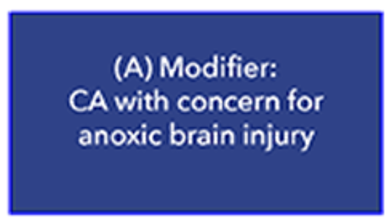 (A) Modifier:
CA with concern for
anoxic brain injury